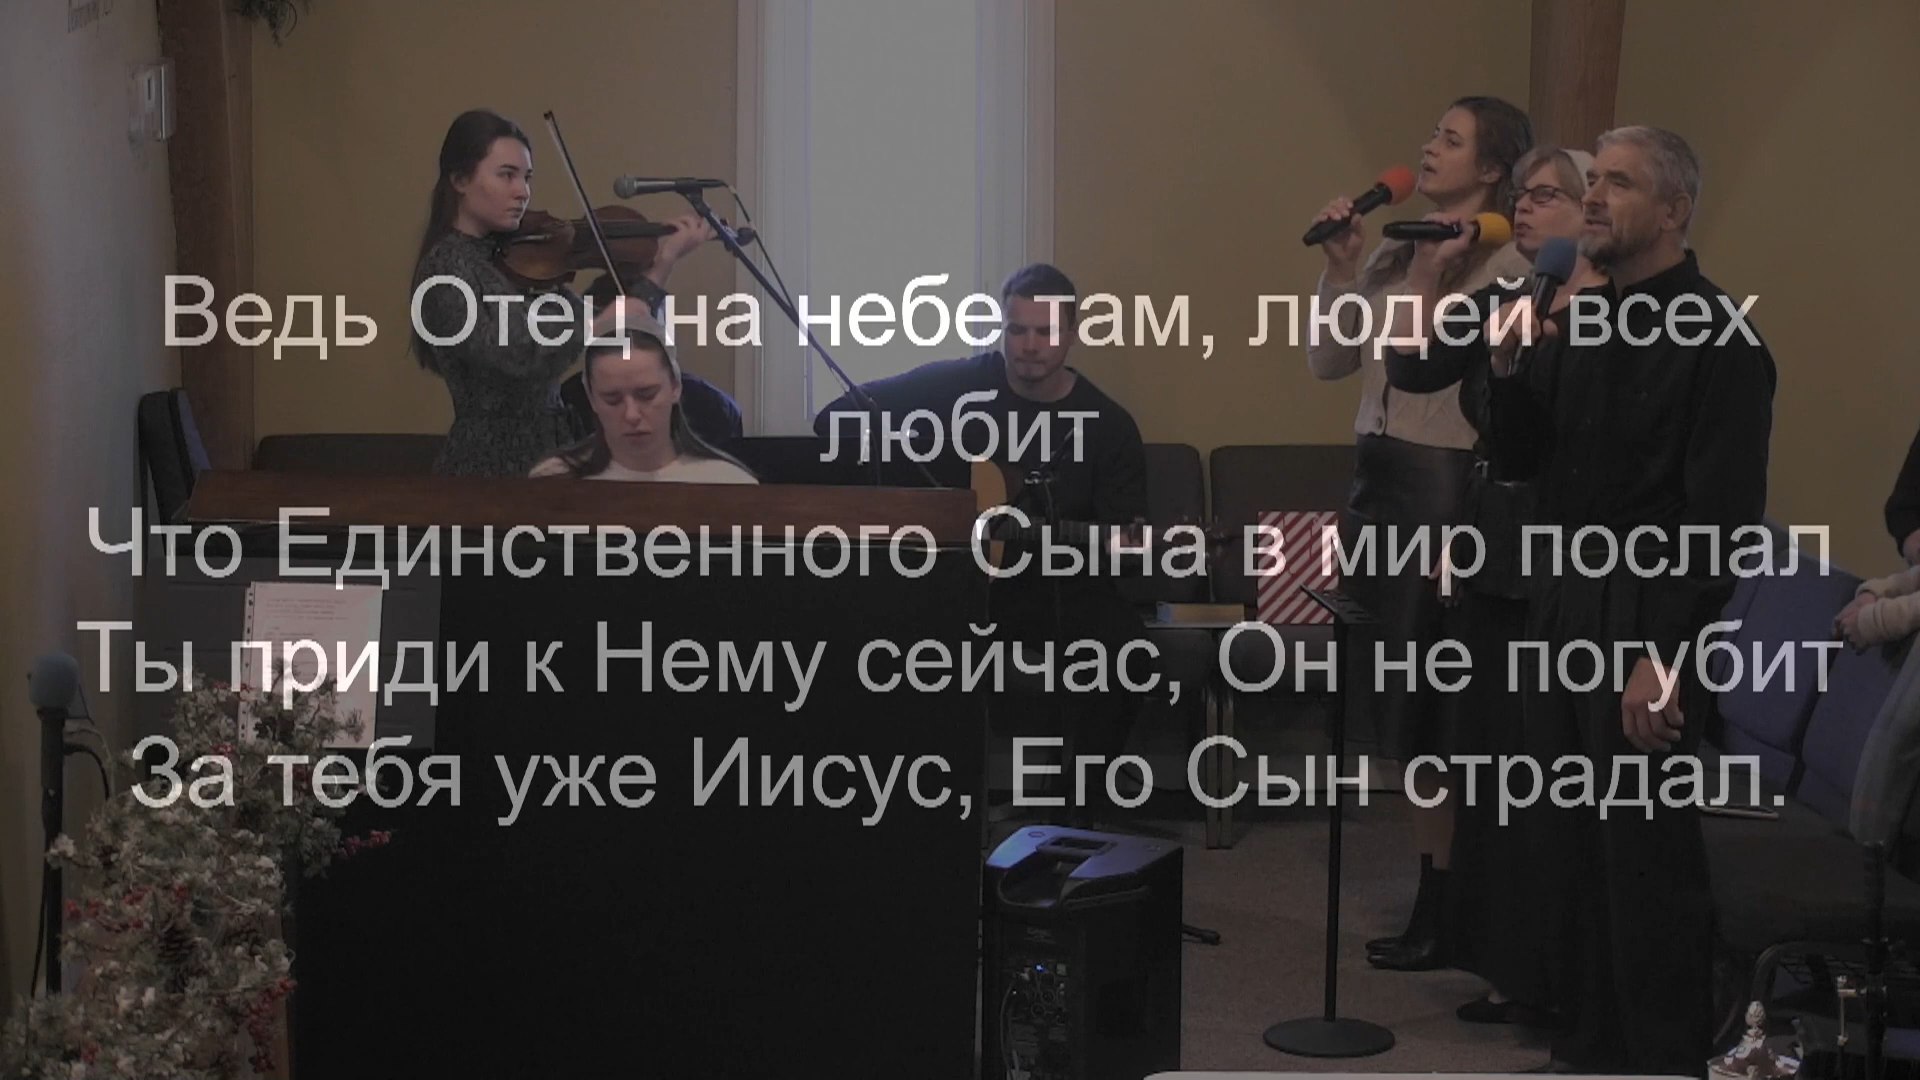 Ведь Отец на небе там, людей всех
любит
Что Единственного Сына в мир послал
Ты приди к Нему сейчас, Он не погубит
За тебя уже Иисус, Его Сын страдал.